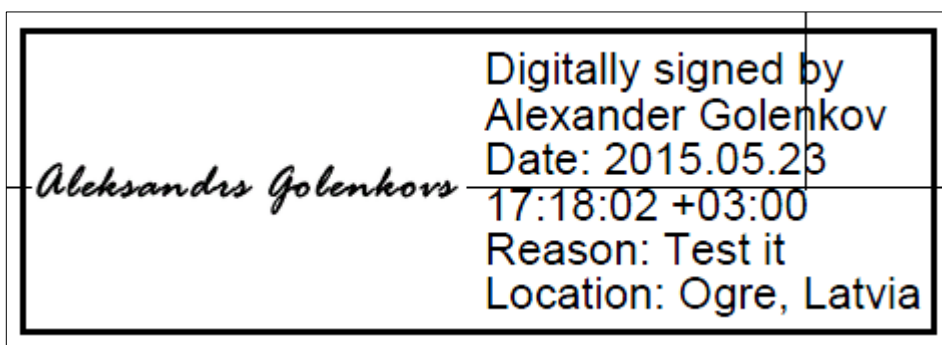 Aleksandrs Golenkovs
Digitally signed by
Alexander Golenkov
Date: 2015.05.23
17:18:02 +03:00
Reason: Test it
Location: Ogre, Latvia